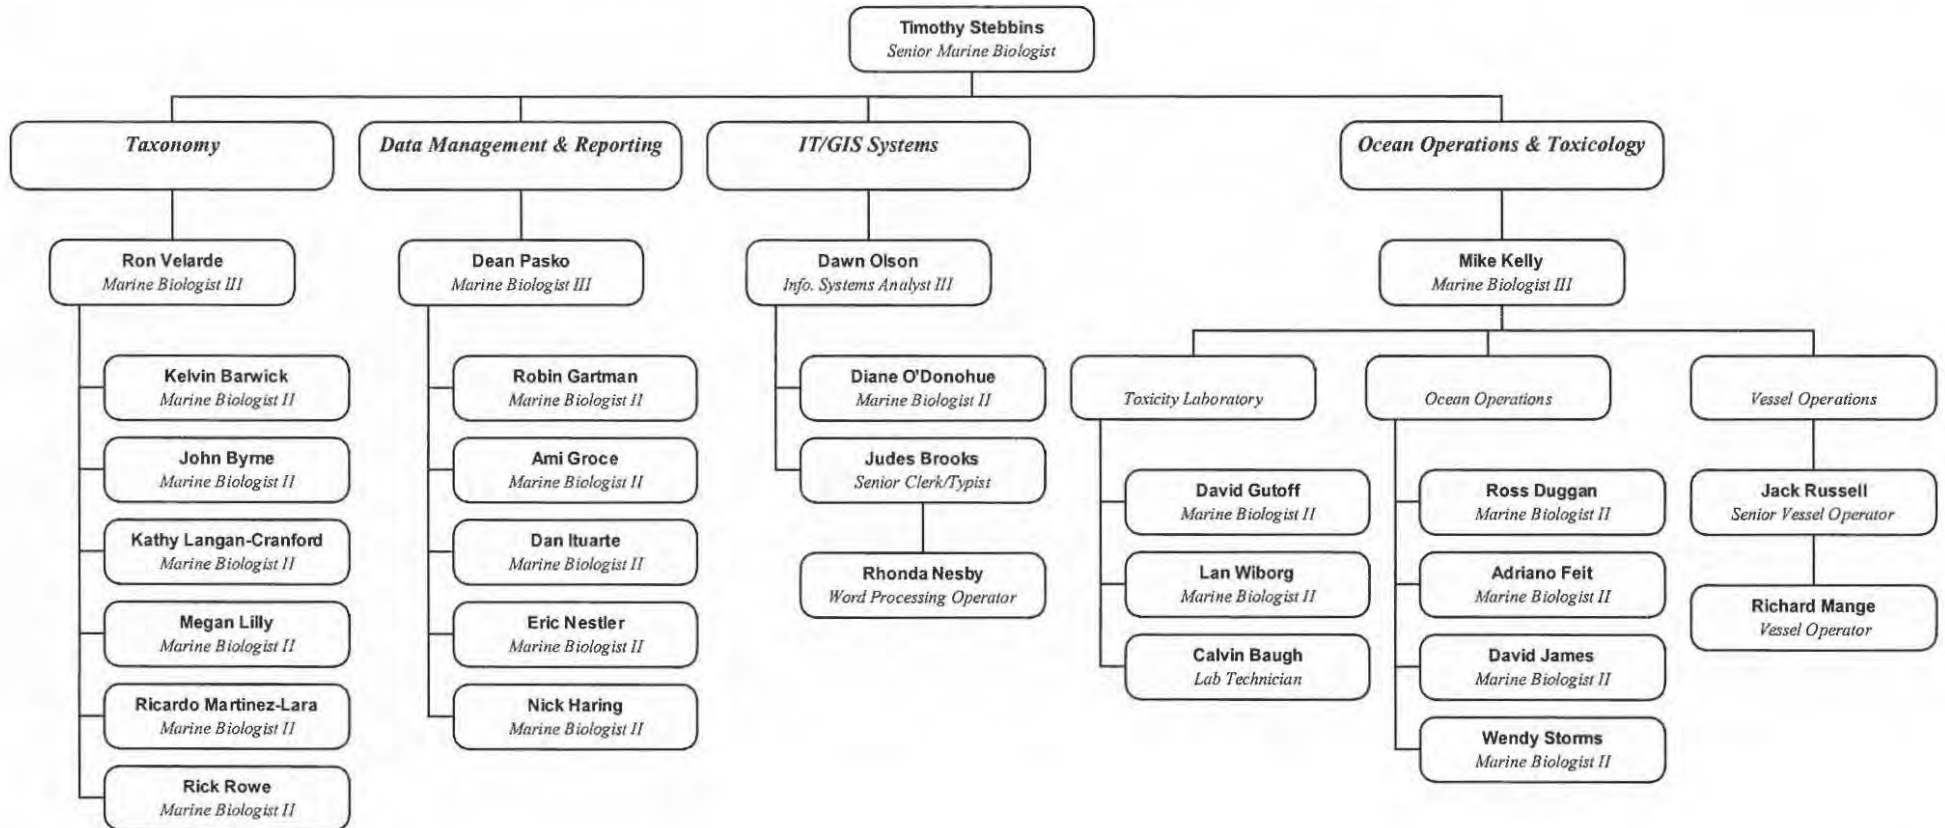 Timothy Stebbins
Senior Marine Biologist
Taxonomy
Data Management & Reporting
IT/GIS Systems
Ocean Operations & Toxicology
Ron Velarde
Marine Biologist III
Dean Pasko
Marine Biologist III
Dawn Olson
Info. Systems Analyst III
Mike Kelly
Marine Biologist III
Kelvin Barwick
Marine Biologist II
John Byrne
Marine Biologist II
Kathy Langan-Cranford
Marine Biologist II
Megan Lilly
Marine Biologist II
Ricardo Martinez-Lara
Marine Biologist II
Rick Rowe
Marine Biologist II
Robin Gartman
Marine Biologist II
Ami Groce
Marine Biologist II
Dan Ituarte
Marine Biologist II
Eric Nestler
Marine Biologist II
Nick Haring
Marine Biologist II
Diane O'Donohue
Marine Biologist II
Judes Brooks
Senior Clerk/Typist
Rhonda Nesby
Word Processing Operator
Toxicity Laboratory
David Gutoff
Marine Biologist II
Lan Wiborg
Marine Biologist II
Calvin Baugh
Lab Technician
Ocean Operations
Ross Duggan
Marine Biologist II
Adriano Feit
Marine Biologist II
David James
Marine Biologist II
Wendy Storms
Marine Biologist II
Vessel Operations
Jack Russell
Senior Vessel Operator
Richard Mange
Vessel Operator